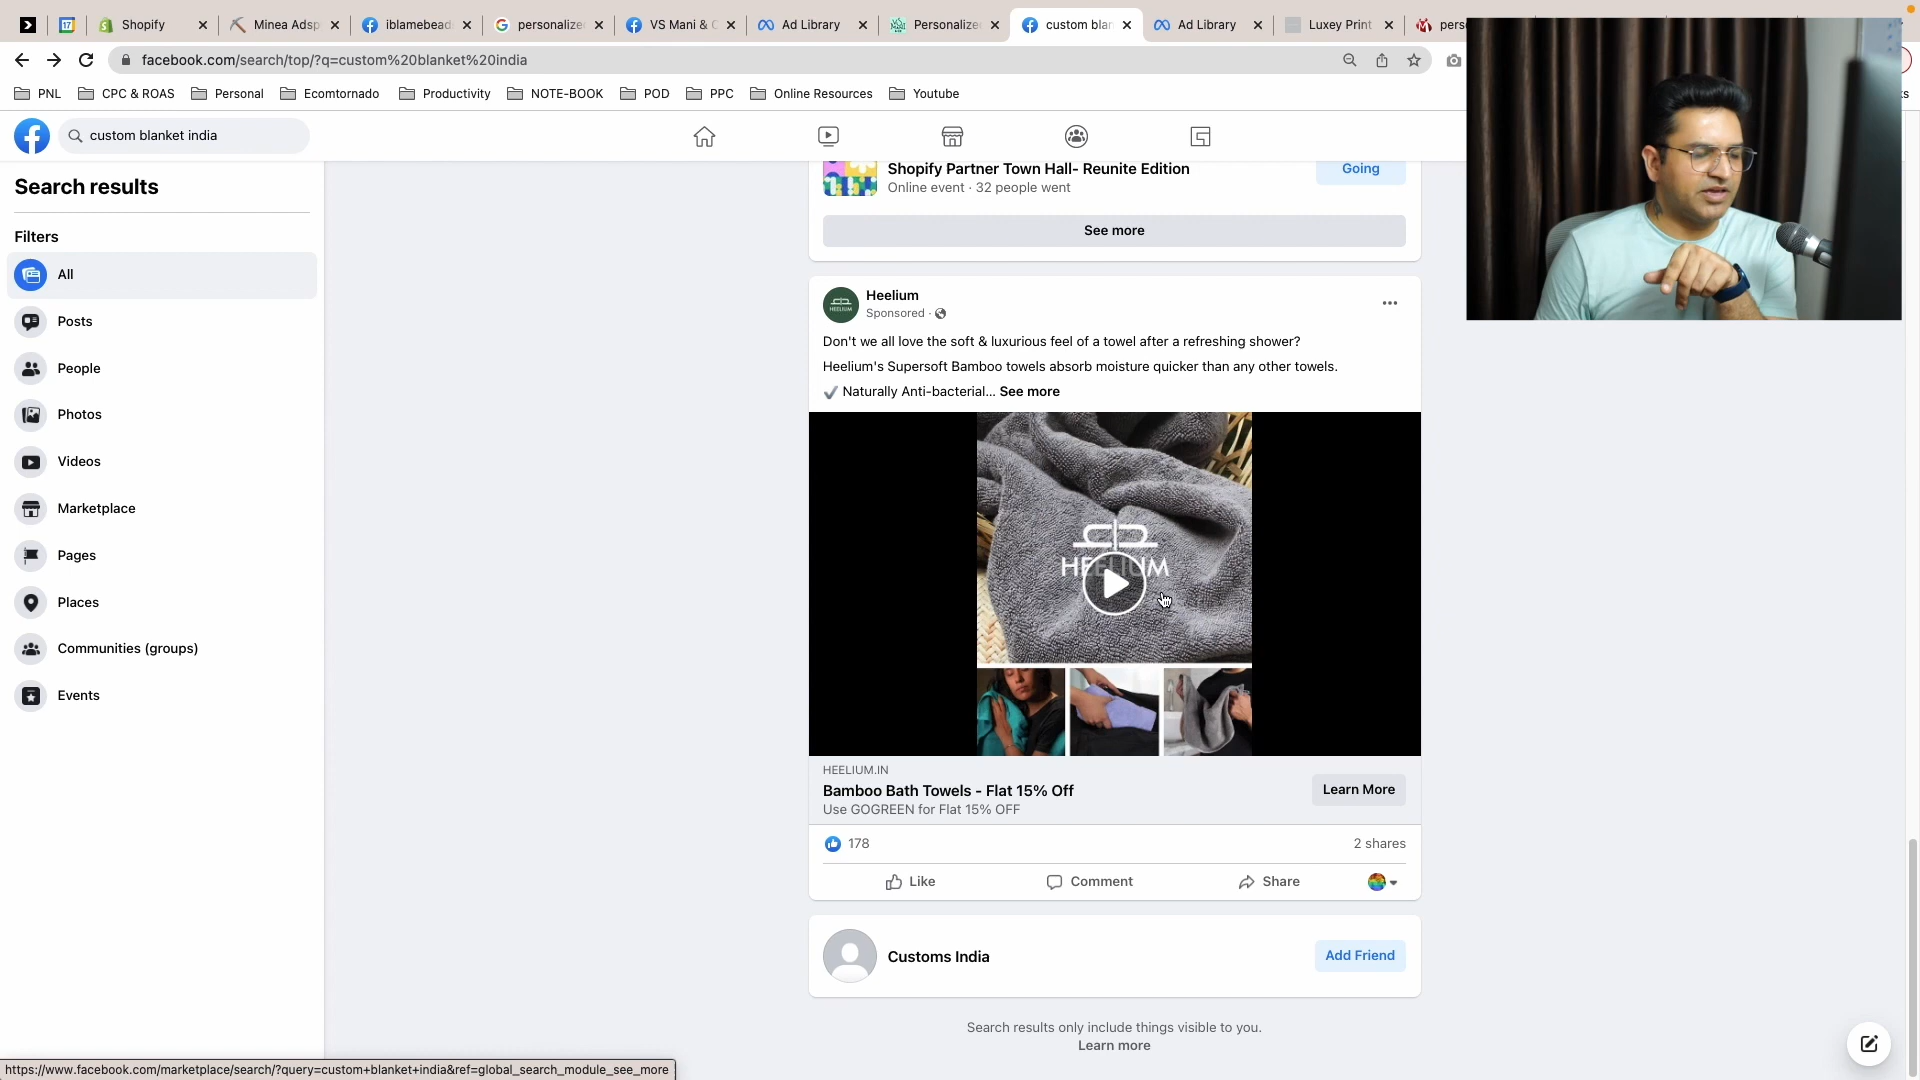 Shopify
Minea Adsp
iblamebead
personalize
VS Mani & C
Ad Library
Personalize
custom blan
Ad Library
Luxey Print
pers
17
facebook.com/search/top/?q=custom%20blanket%20india
PNL
CPC & ROAS
Personal
Ecomtornado
Productivity
NOTE-BOOK
POD
PPC
Online Resources
Youtube
custom blanket india
Search results
Filters
All
Posts
People
Photos
Videos
Marketplace
Pages
Places
Communities (groups)
Events
Shopify Partner Town Hall- Reunite Edition
Online event · 32 people went
Going
See more
Heelium
Sponsored ·
Don't we all love the soft & luxurious feel of a towel after a refreshing shower?
Heelium's Supersoft Bamboo towels absorb moisture quicker than any other towels.
✔ Naturally Anti-bacterial... See more
HEELIUM
HEELIUM.IN
Bamboo Bath Towels - Flat 15% Off
Use GOGREEN for Flat 15% OFF
Learn More
178
2 shares
Like
Comment
Share
Customs India
Add Friend
Search results only include things visible to you.
Learn more
https://www.facebook.com/marketplace/search/?query=custom+blanket+india&ref=global_search_module_see_more